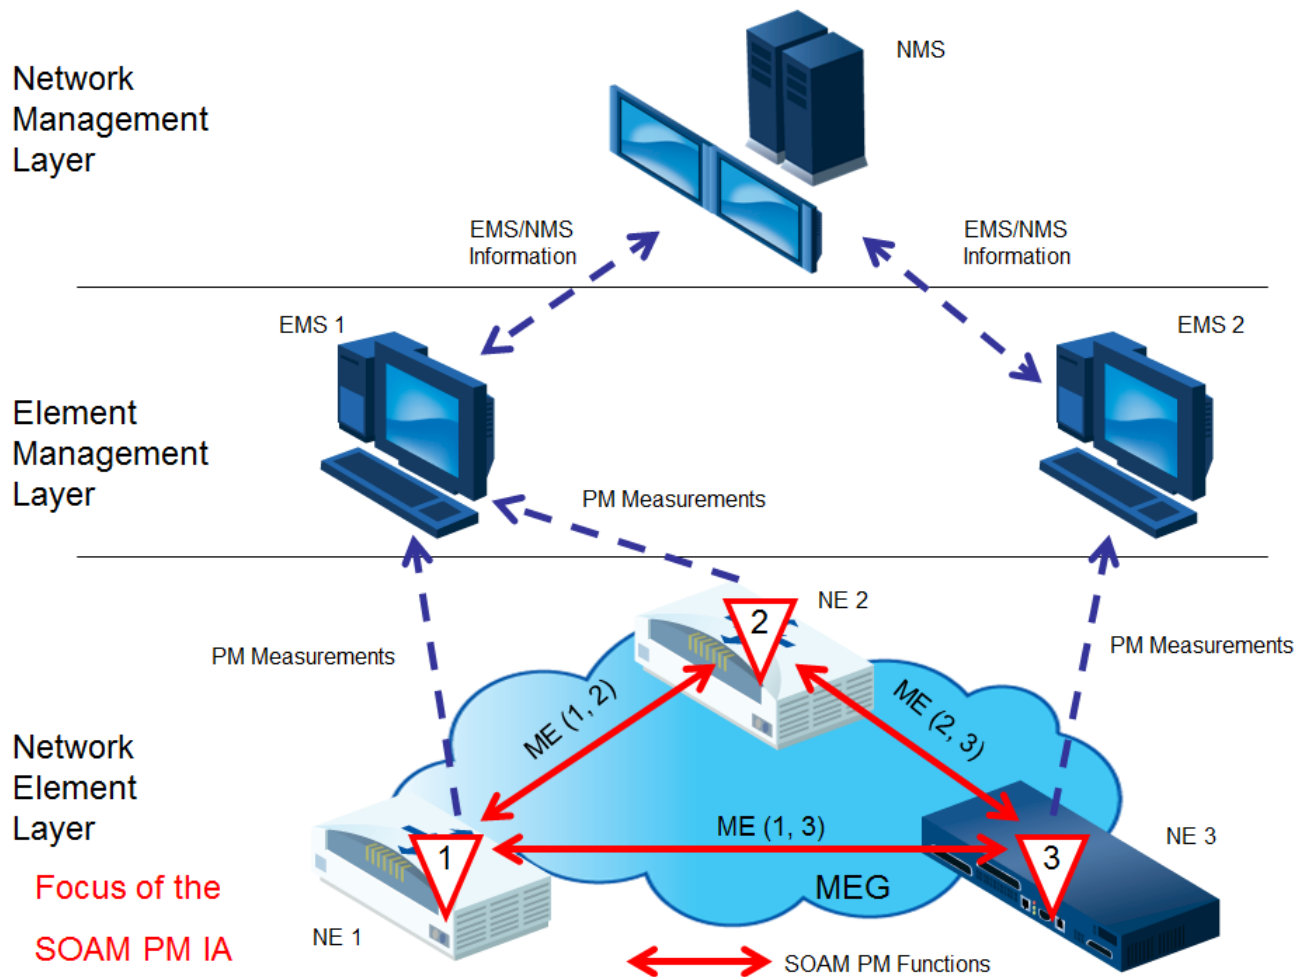 NMS
Network
Management
Layer
EMS/NMS
Information
EMS/NMS
Information
EMS 1
EMS 2
Element
Management
Layer
PM Measurements
NE 2
2
PM Measurements
PM Measurements
ME (1, 2)
ME (2, 3)
Network
Element
Layer
ME (1, 3)
NE 3
1
3
MEG
Focus of the
SOAM PM IA
NE 1
SOAM PM Functions